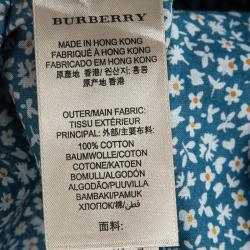 BURBERRY
MADE IN HONG KONG
FABRIQUÉ À HONG KONG
FABRICADO EM HONG KONG
原產地 香港/ 원산지: 홍콩
原产地 香港
OUTER/MAIN FABRIC:
TISSU EXTÉRIEUR
PRINCIPAL: 外部/主要布料:
100% COTTON
BAUMWOLLE/COTON
COTONE/KATOEN
BOMULL/ALGODÓN
ALGODÃO/PUUVILLA
BAMBAKI/PAMUK
ХЛОПОК/棉/قطن
面料: